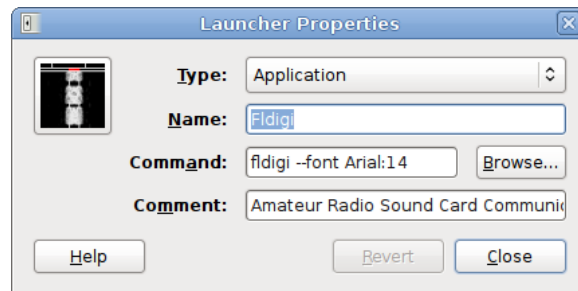 Launcher Properties
Type: Application
Name: Fldigi
Command: fldigi --font Arial:14 Browse...
Comment: Amateur Radio Sound Card Communic
Help Revert Close